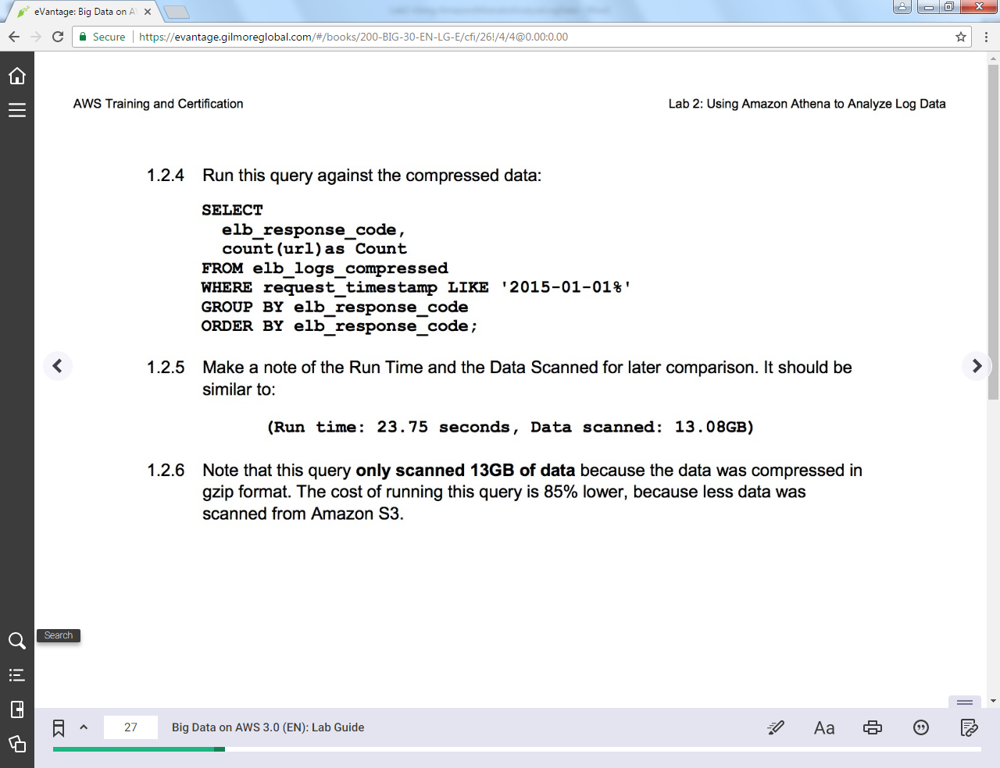 eVantage: Big Data on A
Secure https://evantage.gilmoreglobal.com/#/books/200-BIG-30-EN-LG-E/cfi/26!/4/4@0.00:0.00
AWS Training and Certification Lab 2: Using Amazon Athena to Analyze Log Data
1.2.4 Run this query against the compressed data:
SELECT
elb_response_code,
count(url)as Count
FROM elb_logs_compressed
WHERE request_timestamp LIKE '2015-01-01%'
GROUP BY elb_response_code
ORDER BY elb_response_code;
1.2.5 Make a note of the Run Time and the Data Scanned for later comparison. It should be
similar to:
(Run time: 23.75 seconds, Data scanned: 13.08GB)
1.2.6 Note that this query only scanned 13GB of data because the data was compressed in
gzip format. The cost of running this query is 85% lower, because less data was
scanned from Amazon S3.
Search
27 Big Data on AWS 3.0 (EN): Lab Guide Aa